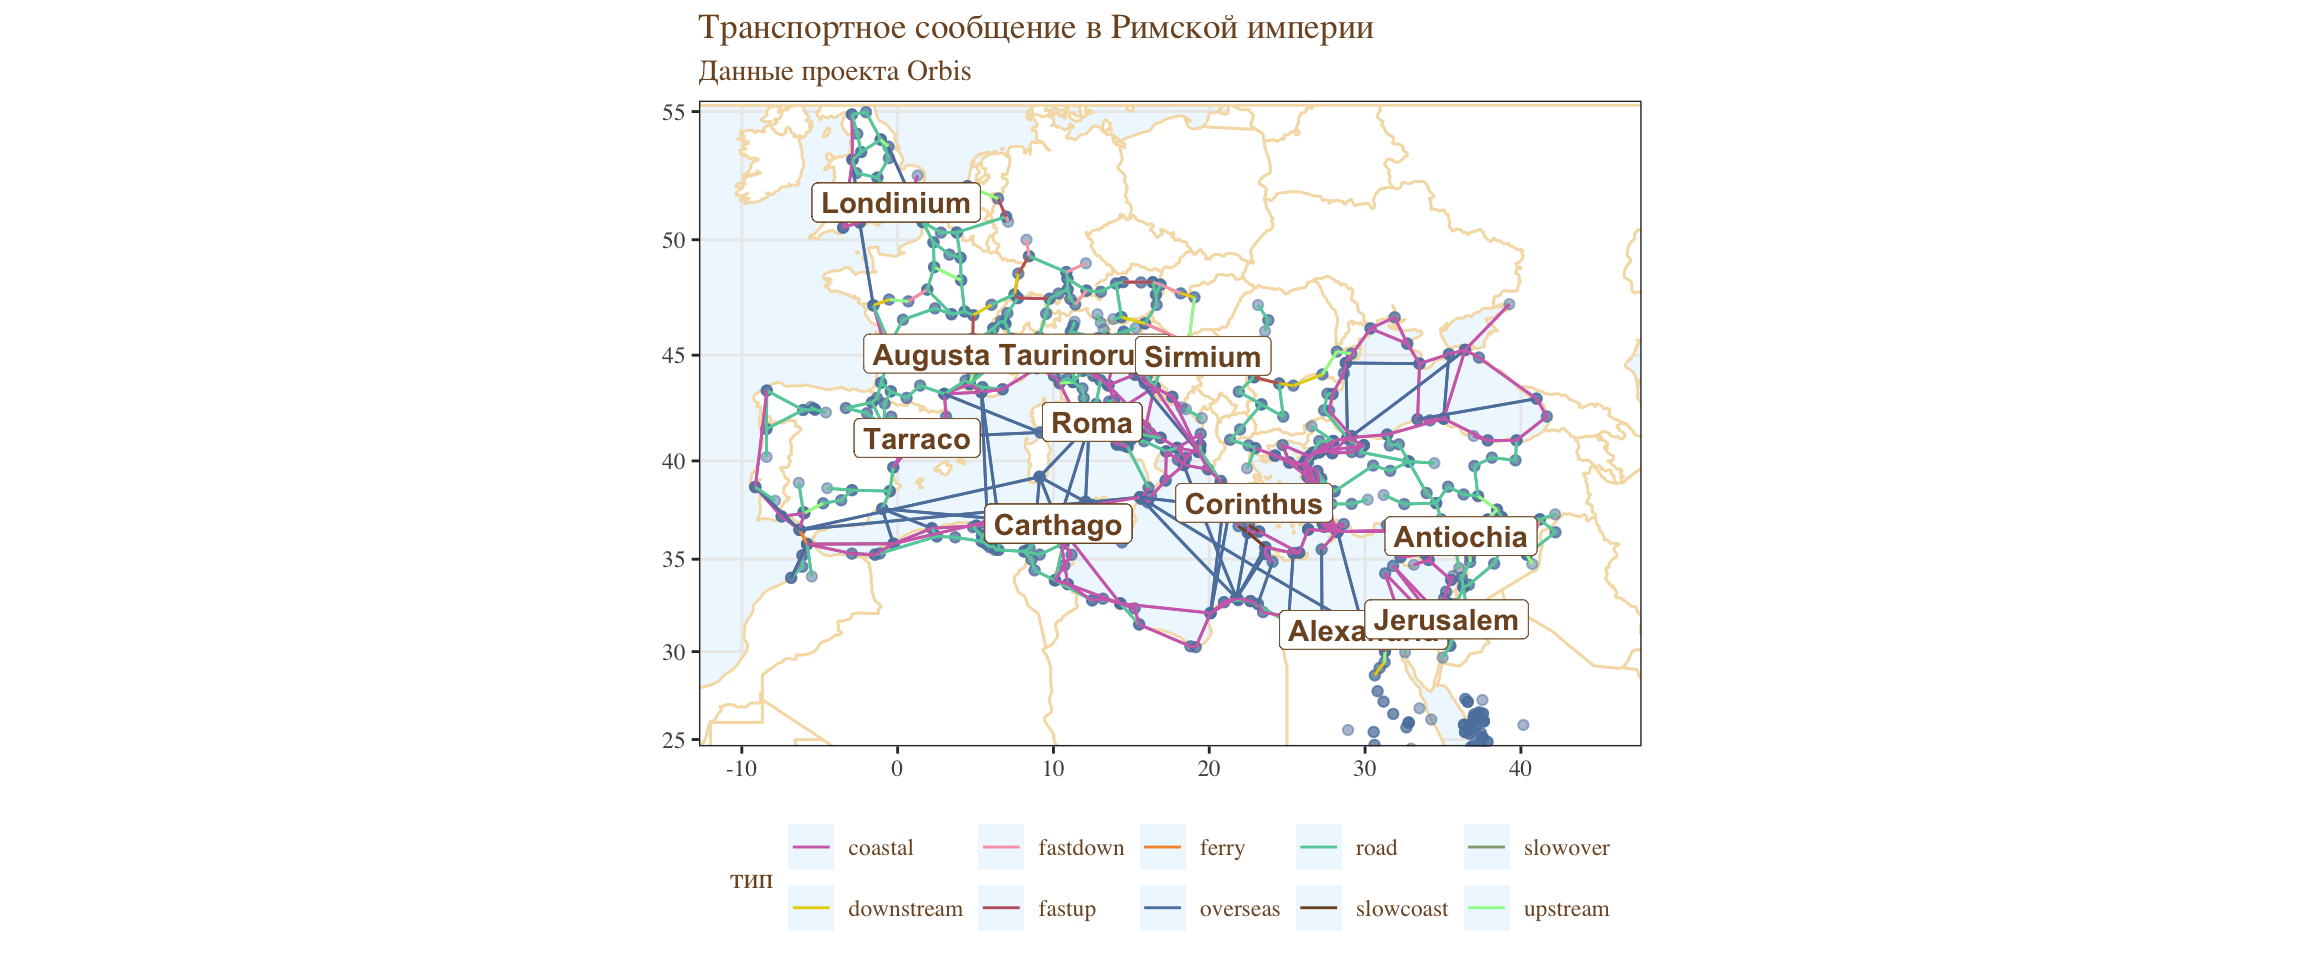 Транспортное сообщение в Римской империи
Данные проекта Orbis
55
50
45
40
35
30
25
-10 0 10 20 30 40
Londinium
Augusta Taurinoru
Sirmium
Roma
Tarraco
Corinthus
Carthago
Antiochia
Jerusalem
тип
coastal fastdown ferry road slowover
downstream fastup overseas slowcoast upstream